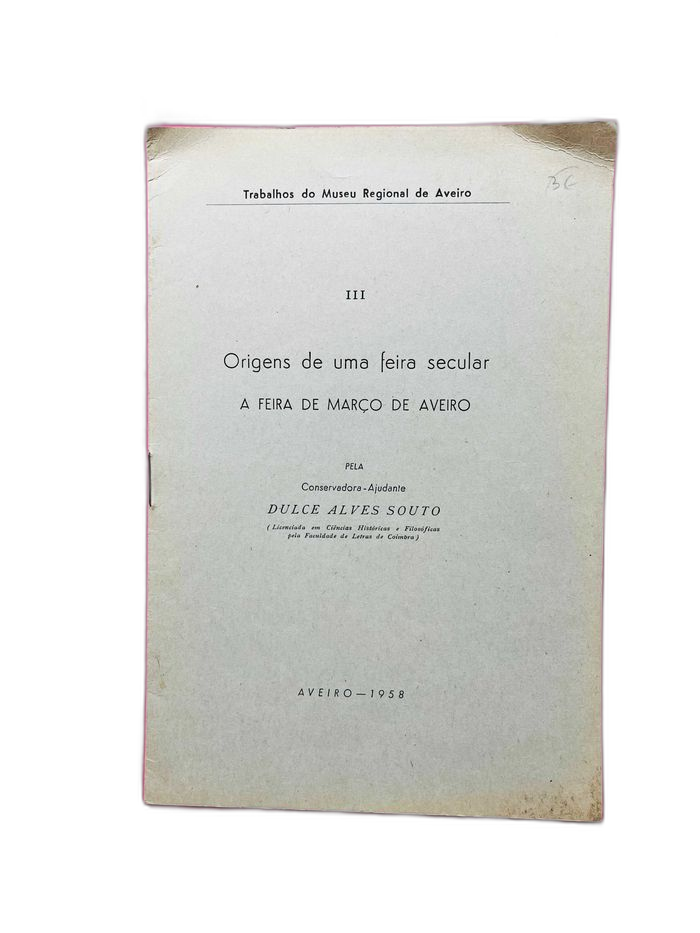 Trabalhos do Museu Regional de Aveiro
III
Origens de uma feira secular
A FEIRA DE MARÇO DE AVEIRO
PELA
Conservadora-Ajudante
DULCE ALVES SOUTO
(Licenciada em Ciências Históricas e Filosóficas
pela Faculdade de Letras de Coimbra)
AVEIRO—1958